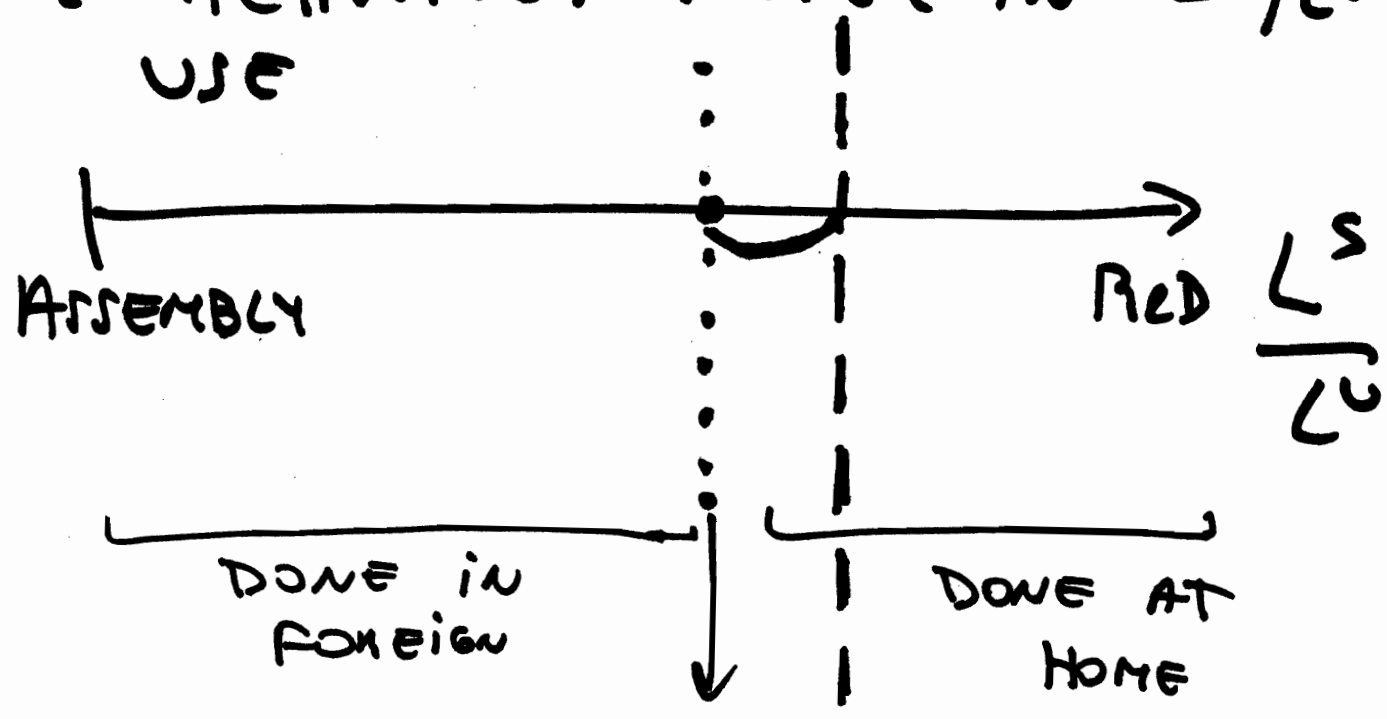 USE
ASSEMBLY
R&D
L^S
L^U
DONE iN
FOREiGN
DONE AT
HOME